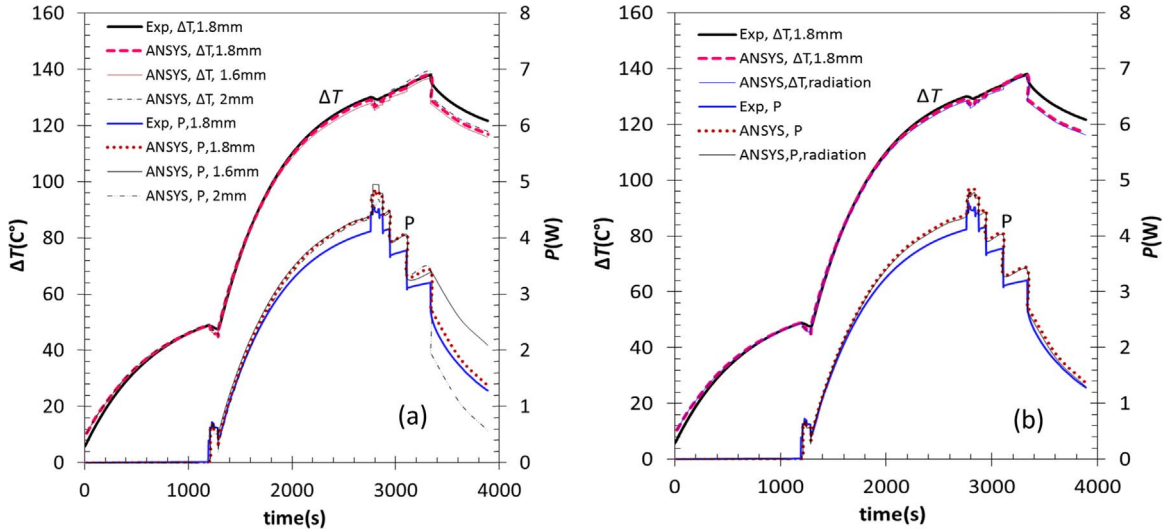 160
140
120
100
80
60
40
20
0
ΔT(C°)
Exp, ΔT,1.8mm
ANSYS, ΔT,1.8mm
ANSYS, ΔT, 1.6mm
ANSYS, ΔT, 2mm
Exp, P,1.8mm
ANSYS, P,1.8mm
ANSYS, P, 1.6mm
ANSYS, P, 2mm
ΔT
P
(a)
8
7
6
5
4
3
2
1
0
P(W)
0 1000 2000 3000 4000
time(s)
160
140
120
100
80
60
40
20
0
ΔT(C°)
Exp, ΔT,1.8mm
ANSYS, ΔT,1.8mm
ANSYS,ΔT,radiation
Exp, P
ANSYS, P
ANSYS,P,radiation
ΔT
P
(b)
8
7
6
5
4
3
2
1
0
P(W)
0 1000 2000 3000 4000
time(s)